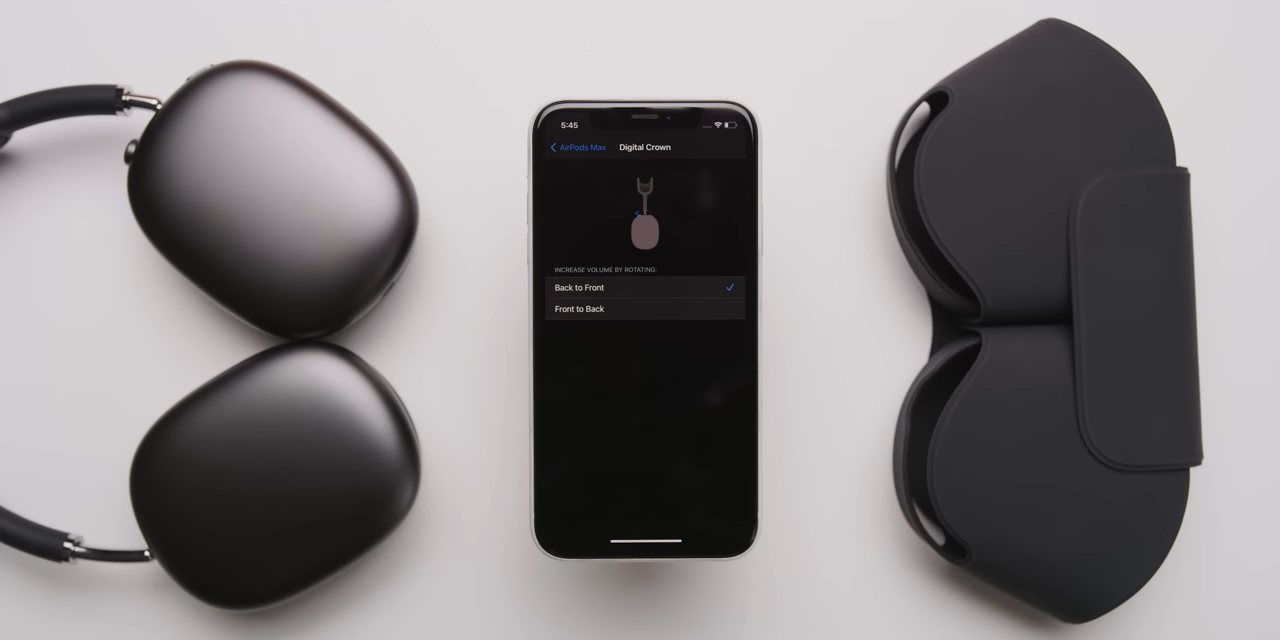 5:45
AirPods Max
Digital Crown
INCREASE VOLUME BY ROTATING:
Back to Front
Front to Back